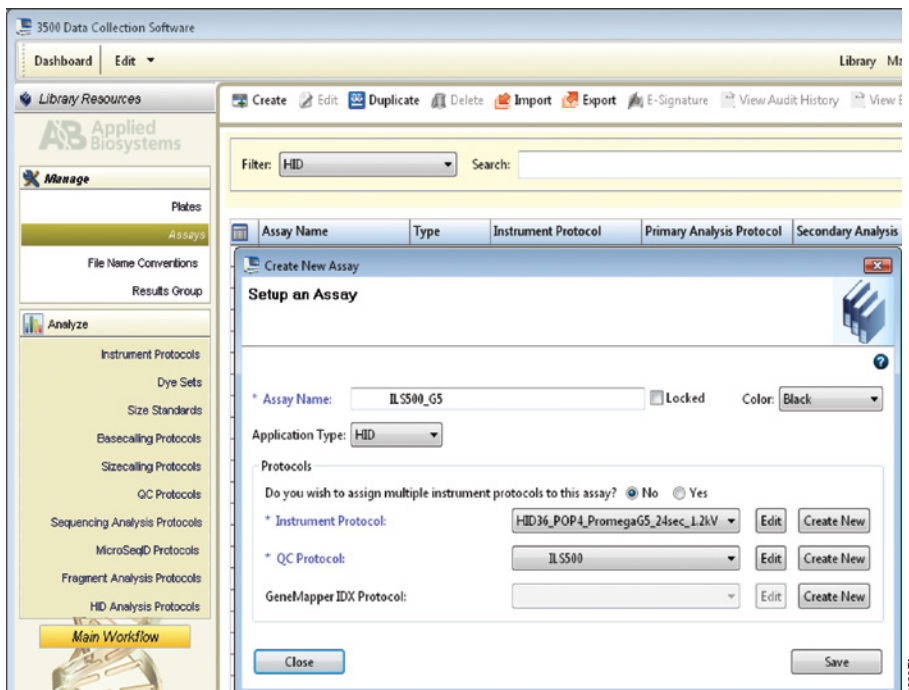 3500 Data Collection Software
Dashboard Edit
Library
Library Resources
Create Edit Duplicate Delete Import Export E-Signature View Audit History View
AB Applied Biosystems
Filter: HID Search:
Manage
Plates
Assays
File Name Conventions
Results Group
Analyze
Instrument Protocols
Dye Sets
Size Standards
Basecalling Protocols
Sizecalling Protocols
QC Protocols
Sequencing Analysis Protocols
MicroSeqID Protocols
Fragment Analysis Protocols
HID Analysis Protocols
Main Workflow
Assay Name Type Instrument Protocol Primary Analysis Protocol Secondary Analysis
Create New Assay
Setup an Assay
* Assay Name: ILS500_G5 Locked Color: Black
Application Type: HID
Protocols
Do you wish to assign multiple instrument protocols to this assay? No Yes
* Instrument Protocol: HID36_POP4_PromegaG5_24sec_1.2kV Edit Create New
* QC Protocol: ILS500 Edit Create New
GeneMapper IDX Protocol: Edit Create New
Close Save